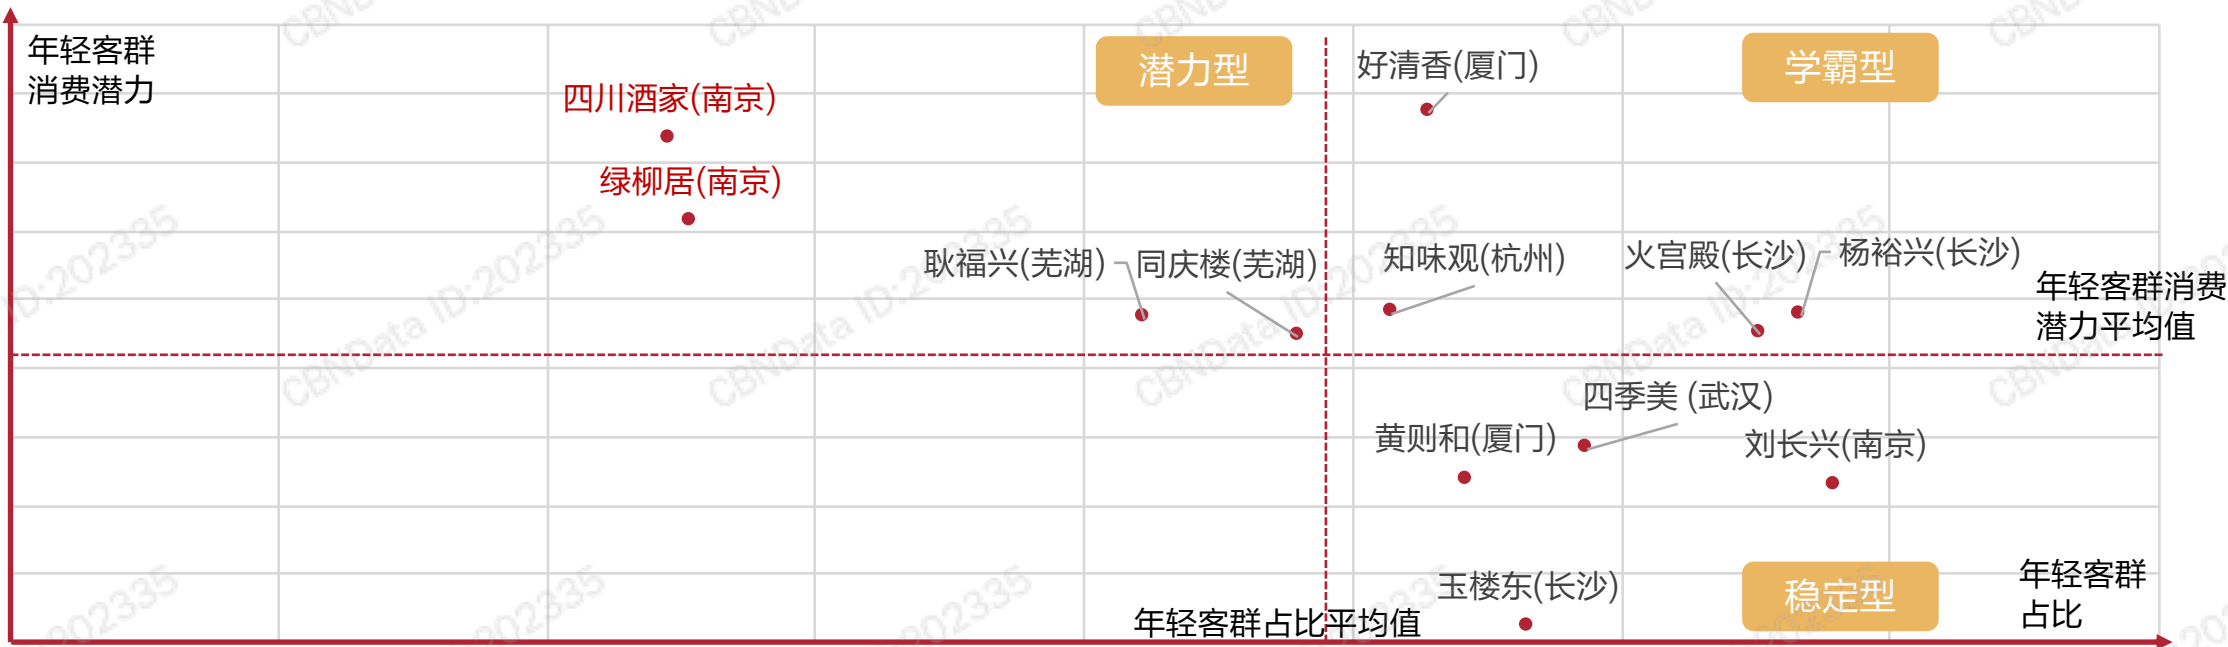 年轻客群
消费潜力
潜力型
学霸型
好清香(厦门)
四川酒家(南京)
绿柳居(南京)
耿福兴(芜湖)
同庆楼(芜湖)
知味观(杭州)
火宫殿(长沙)
杨裕兴(长沙)
年轻客群消费
潜力平均值
四季美 (武汉)
黄则和(厦门)
刘长兴(南京)
玉楼东(长沙)
稳定型
年轻客群
占比
年轻客群占比平均值
CBNData ID:202335